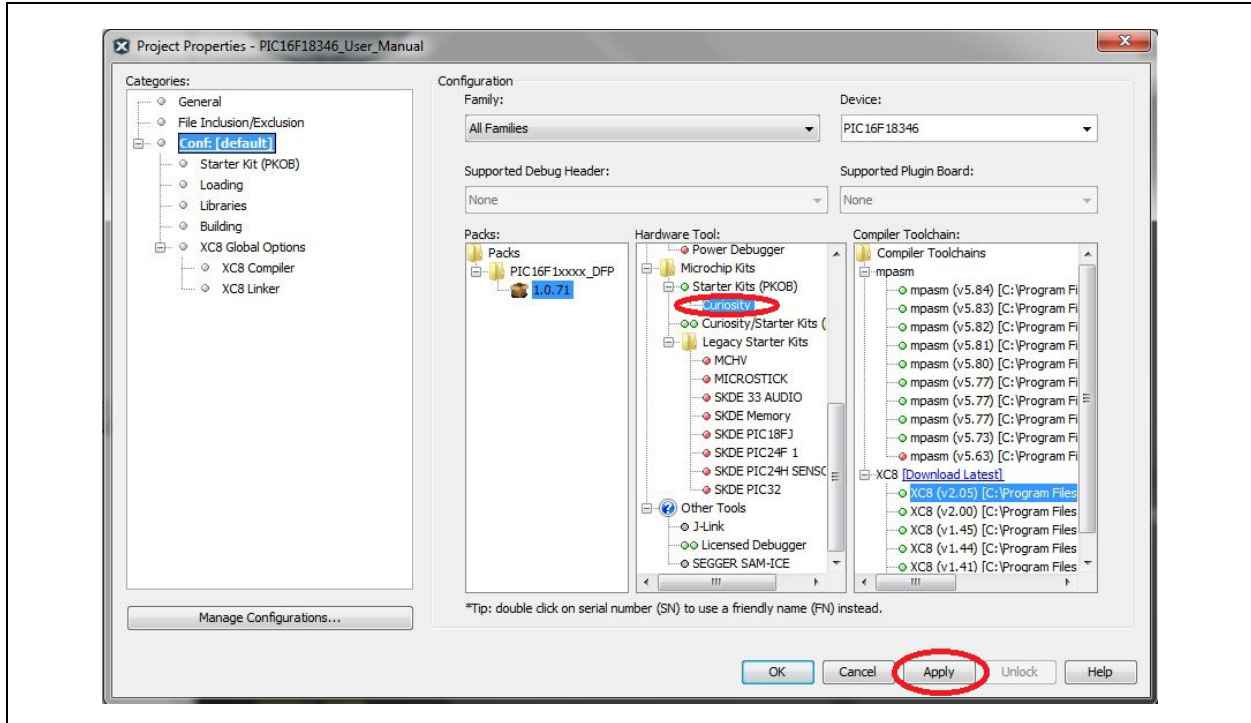 Project Properties - PIC16F18346_User_Manual
Categories:
General
File Inclusion/Exclusion
Conf: [default]
Starter Kit (PKOB)
Loading
Libraries
Building
XC8 Global Options
XC8 Compiler
XC8 Linker
Manage Configurations...
Configuration
Family:
All Families
Device:
PIC16F18346
Supported Debug Header:
None
Supported Plugin Board:
None
Packs:
Packs
PIC16F1xxxx_DFP
1.0.71
Hardware Tool:
Power Debugger
Microchip Kits
Starter Kits (PKOB)
Curiosity
Curiosity/Starter Kits (
Legacy Starter Kits
MCHV
MICROSTICK
SKDE 33 AUDIO
SKDE Memory
SKDE PIC18FJ
SKDE PIC24F 1
SKDE PIC24H SENSO
SKDE PIC32
Other Tools
J-Link
Licensed Debugger
SEGGER SAM-ICE
Compiler Toolchain:
Compiler Toolchains
mpasm
mpasm (v5.84) [C:\Program Fi
mpasm (v5.83) [C:\Program Fi
mpasm (v5.82) [C:\Program Fi
mpasm (v5.81) [C:\Program Fi
mpasm (v5.80) [C:\Program Fi
mpasm (v5.77) [C:\Program Fi
mpasm (v5.77) [C:\Program Fi
mpasm (v5.77) [C:\Program Fi
mpasm (v5.73) [C:\Program Fi
mpasm (v5.63) [C:\Program Fi
XC8 [Download Latest]
XC8 (v2.05) [C:\Program Files
XC8 (v2.00) [C:\Program Files
XC8 (v1.45) [C:\Program Files
XC8 (v1.44) [C:\Program Files
XC8 (v1.41) [C:\Program Files
*Tip: double click on serial number (SN) to use a friendly name (FN) instead.
OK
Cancel
Apply
Unlock
Help